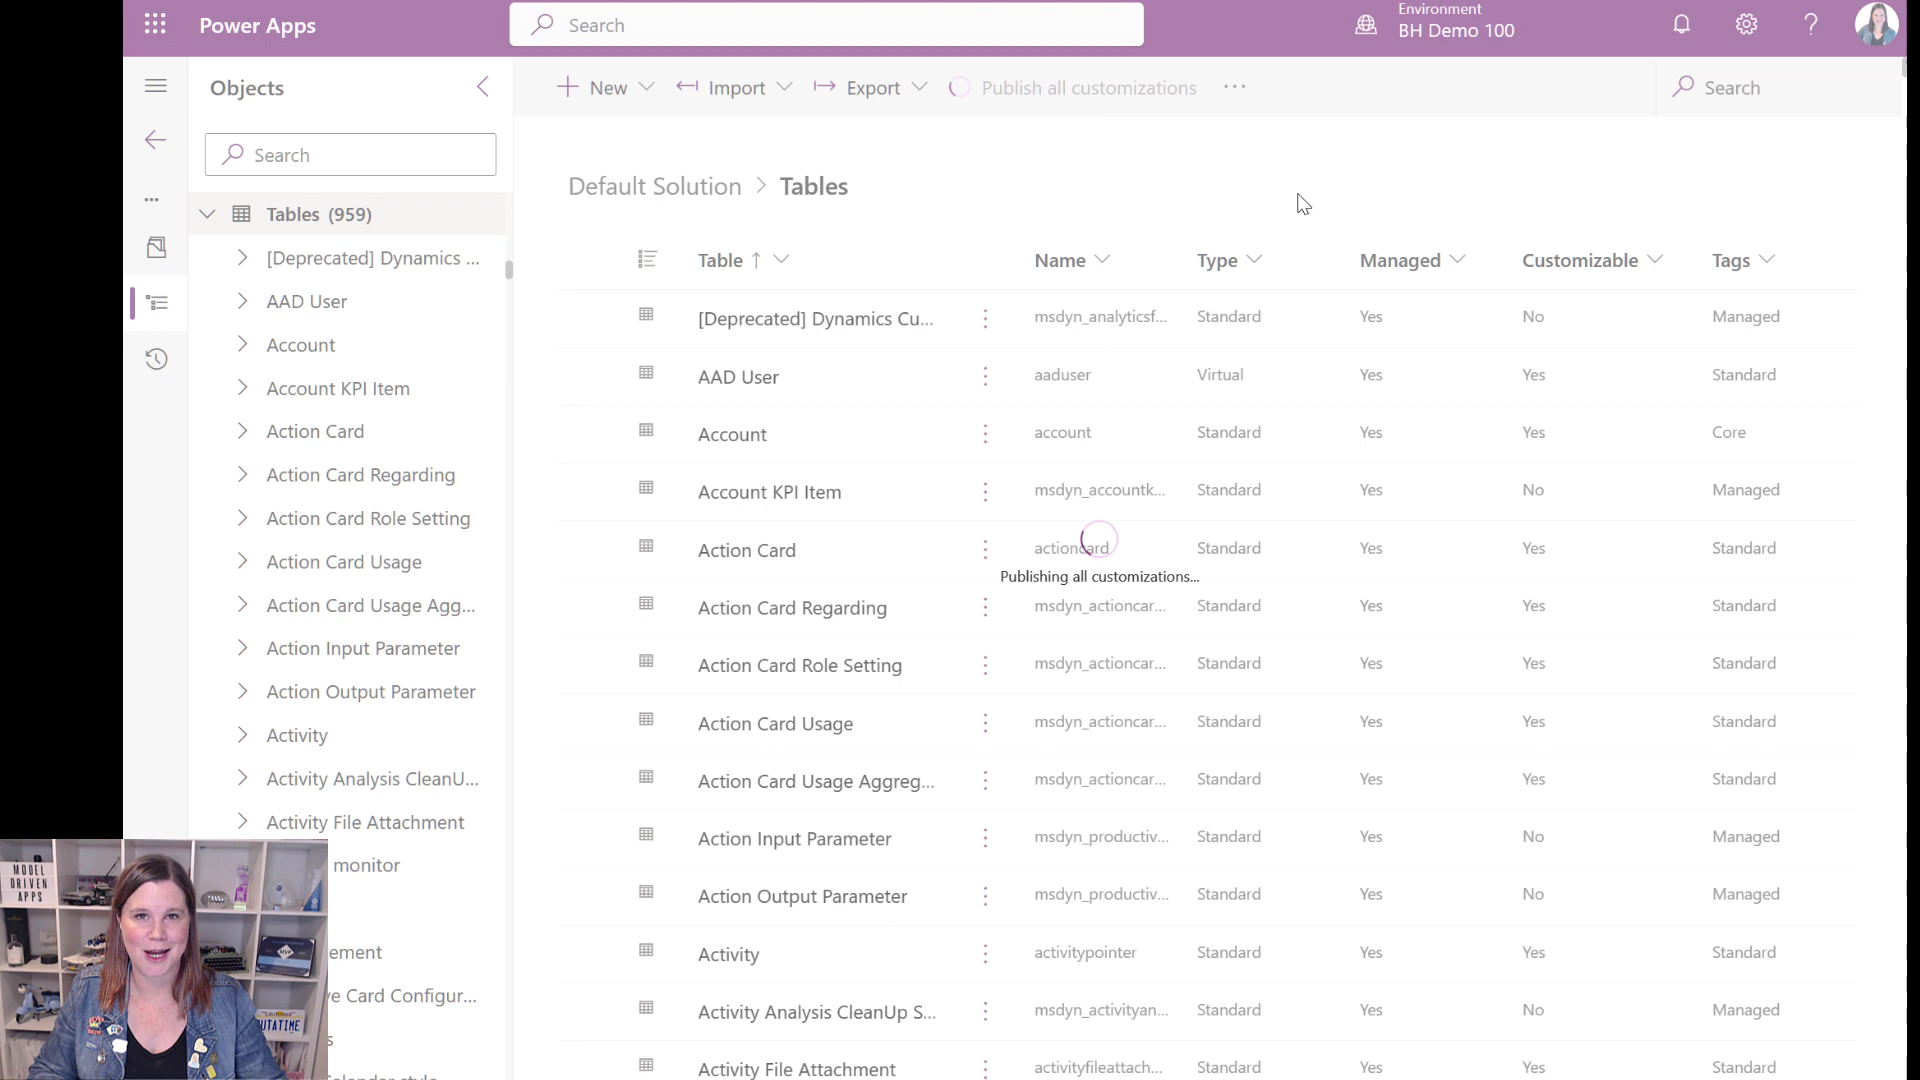 Power Apps
Search
Environment
BH Demo 100
Objects
New
Import
Export
Publish all customizations
Search
Search
Default Solution > Tables
Tables (959)
[Deprecated] Dynamics ...
AAD User
Account
Account KPI Item
Action Card
Action Card Regarding
Action Card Role Setting
Action Card Usage
Action Card Usage Agg...
Action Input Parameter
Action Output Parameter
Activity
Activity Analysis CleanU...
Activity File Attachment
monitor
ement
ve Card Configur...
s
Table Name Type Managed Customizable Tags
[Deprecated] Dynamics Cu... msdyn_analyticsf... Standard Yes No Managed
AAD User aaduser Virtual Yes Yes Standard
Account account Standard Yes Yes Core
Account KPI Item msdyn_accountk... Standard Yes No Managed
Action Card actioncard Standard Yes Yes Standard
Publishing all customizations...
Action Card Regarding msdyn_actioncar... Standard Yes Yes Standard
Action Card Role Setting msdyn_actioncar... Standard Yes Yes Standard
Action Card Usage msdyn_actioncar... Standard Yes Yes Standard
Action Card Usage Aggreg... msdyn_actioncar... Standard Yes Yes Standard
Action Input Parameter msdyn_productiv... Standard Yes No Managed
Action Output Parameter msdyn_productiv... Standard Yes No Managed
Activity activitypointer Standard Yes Yes Standard
Activity Analysis CleanUp S... msdyn_activityan... Standard Yes No Managed
Activity File Attachment activityfileattach... Standard Yes Yes Standard
MODEL
DRIVEN
APPS
MVP
UTATIME